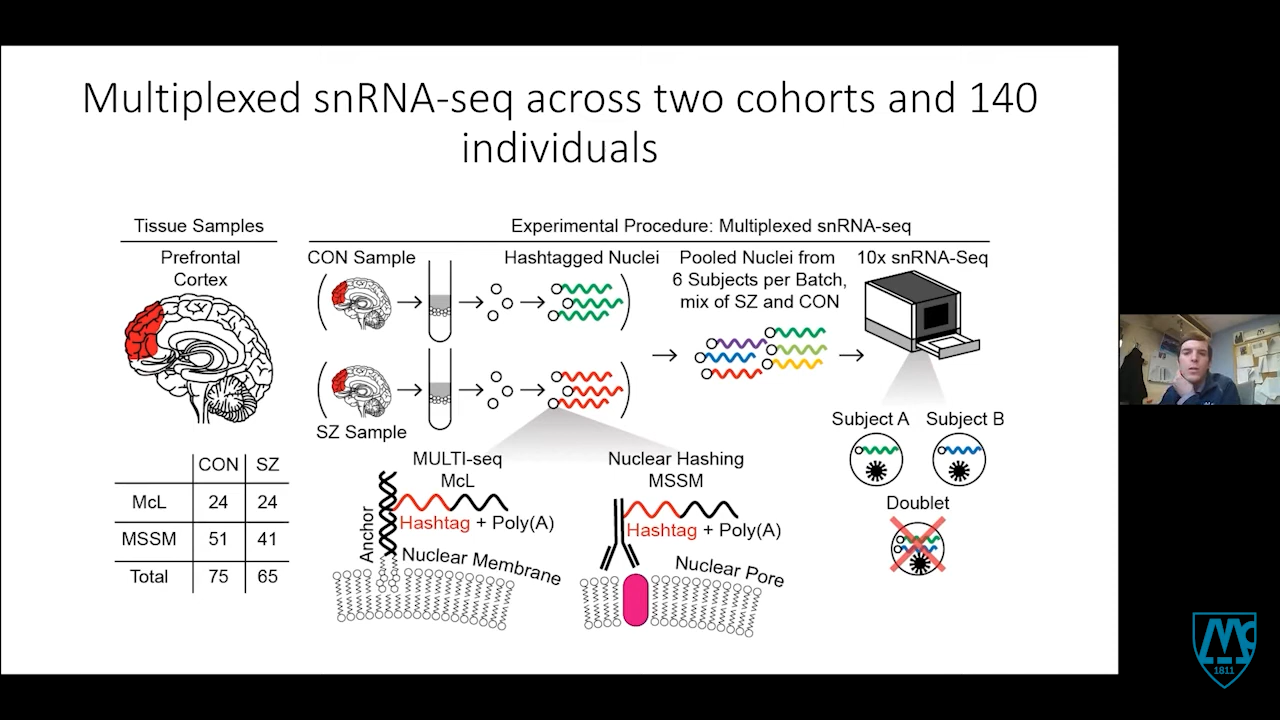 Multiplexed snRNA-seq across two cohorts and 140
individuals
Tissue Samples
Prefrontal
Cortex
CON SZ
McL 24 24
MSSM 51 41
Total 75 65
Experimental Procedure: Multiplexed snRNA-seq
CON Sample
Hashtagged Nuclei
Pooled Nuclei from
6 Subjects per Batch,
mix of SZ and CON
10x snRNA-Seq
SZ Sample
MULTI-seq
McL
Anchor
Hashtag + Poly(A)
Nuclear Membrane
Nuclear Hashing
MSSM
Hashtag + Poly(A)
Nuclear Pore
Subject A
Subject B
Doublet
Mc
1811